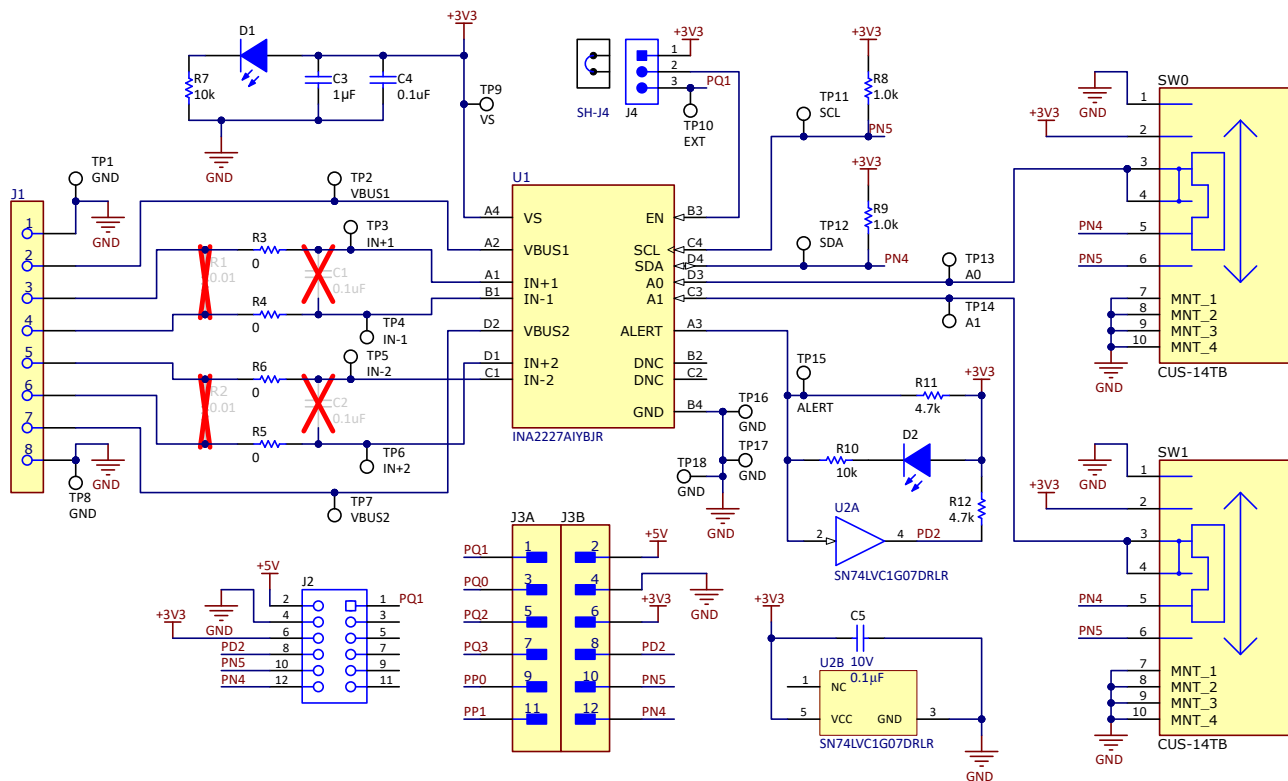 +3V3
D1
R7
10k
C3
1µF
C4
0.1uF
TP9
VS
GND
SH-J4
J4
1
2
3
+3V3
PQ1
TP10
EXT
+3V3
R8
1.0k
TP11
SCL
PN5
+3V3
R9
1.0k
TP12
SDA
PN4
TP13
A0
TP14
A1
J1
1
2
3
4
5
6
7
8
TP1
GND
GND
TP2
VBUS1
TP3
IN+1
R1
0.01
R3
0
C1
0.1uF
R4
0
TP4
IN-1
TP5
IN-2
R2
0.01
R6
0
C2
0.1uF
R5
0
TP6
IN+2
TP7
VBUS2
TP8
GND
GND
U1
A4 VS
A2 VBUS1
A1 IN+1
B1 IN-1
D2 VBUS2
D1 IN+2
C1 IN-2
EN B3
SCL C4
SDA D4
A0 D3
A1 C3
ALERT A3
DNC B2
DNC C2
GND B4
INA2227AIYBJR
TP16
GND
TP17
GND
TP18
GND
GND
TP15
ALERT
R11
4.7k
+3V3
R10
10k
D2
R12
4.7k
U2A
2
4
PD2
SN74LVC1G07DRLR
SW0
GND
1
+3V3
2
3
4
PN4
5
PN5
6
7 MNT_1
8 MNT_2
9 MNT_3
10 MNT_4
GND
CUS-14TB
SW1
GND
1
+3V3
2
3
4
PN4
5
PN5
6
7 MNT_1
8 MNT_2
9 MNT_3
10 MNT_4
GND
CUS-14TB
J2
+5V
GND
+3V3
PD2
PN5
PN4
2
4
6
8
10
12
1
3
5
7
9
11
PQ1
J3A
J3B
PQ1 1
PQ0 3
PQ2 5
PQ3 7
PP0 9
PP1 11
2 +5V
4
GND
6 +3V3
8 PD2
10 PN5
12 PN4
+3V3
C5
10V
0.1µF
U2B
1 NC
5 VCC
GND 3
SN74LVC1G07DRLR
GND